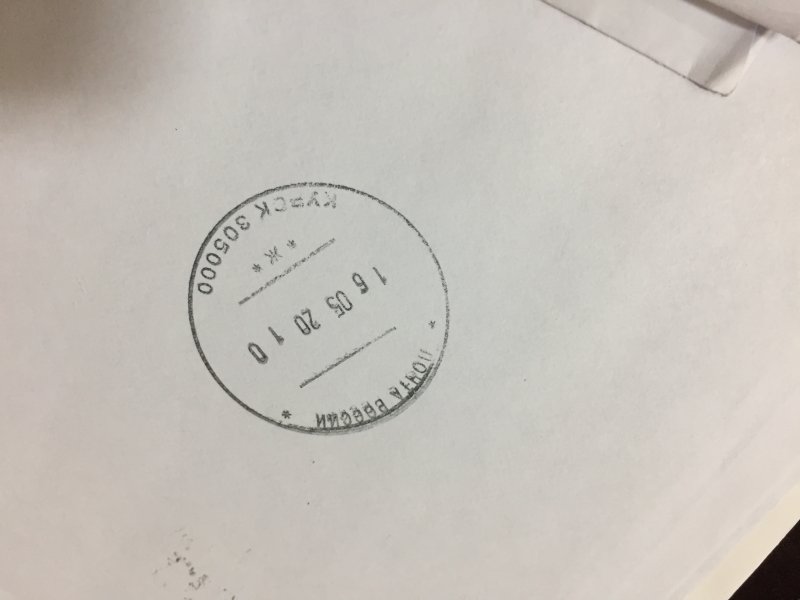 * ПОЧТА РОССИИ *
16 05 20 10
* Ж *
КУРСК 305000